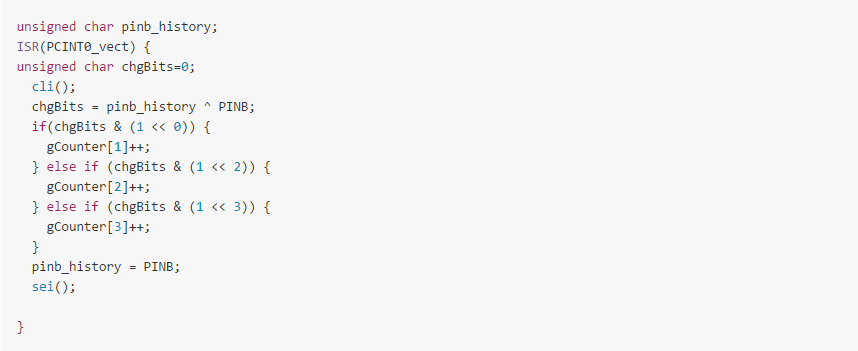 unsigned char pinb_history;
ISR(PCINT0_vect) {
unsigned char chgBits=0;
  cli();
  chgBits = pinb_history ^ PINB;
  if(chgBits & (1 << 0)) {
    gCounter[1]++;
  } else if (chgBits & (1 << 2)) {
    gCounter[2]++;
  } else if (chgBits & (1 << 3)) {
    gCounter[3]++;
  }
  pinb_history = PINB;
  sei();

}